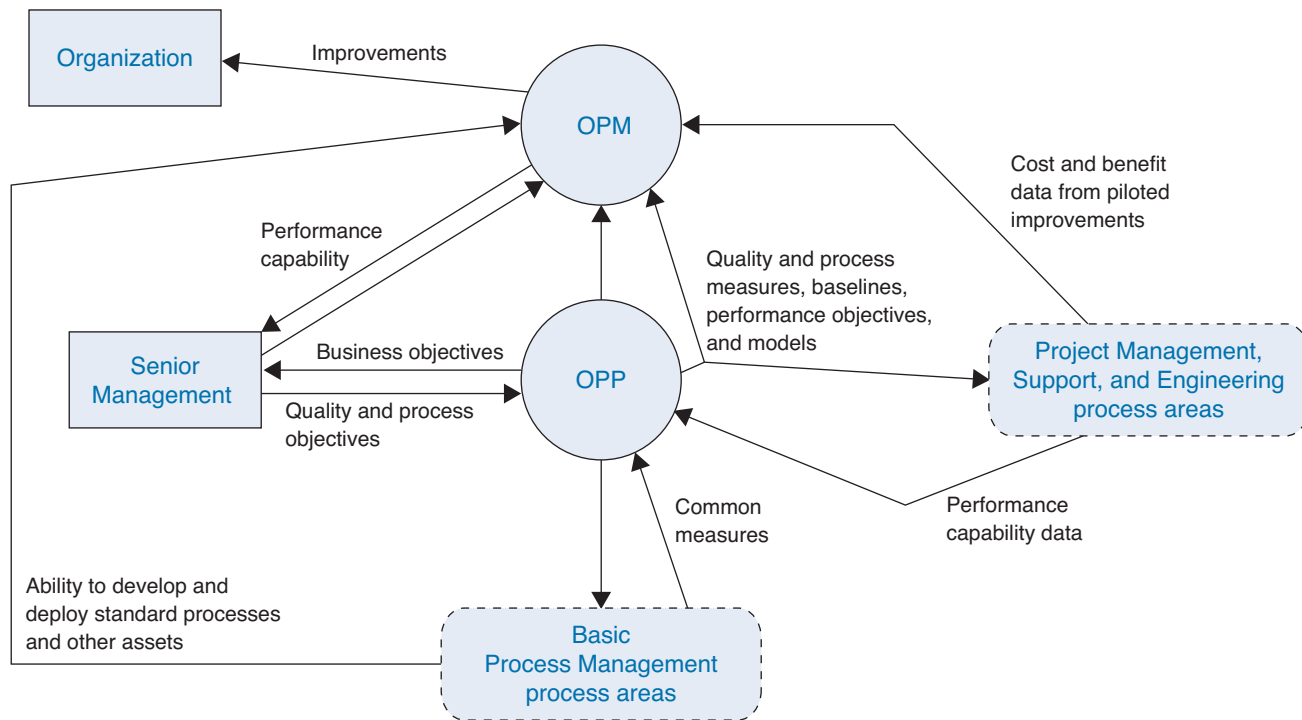 Organization
Improvements
OPM
Cost and benefit
data from piloted
improvements
Performance
capability
Quality and process
measures, baselines,
performance objectives,
and models
Senior
Management
Business objectives
OPP
Quality and process
objectives
Project Management,
Support, and Engineering
process areas
Common
measures
Performance
capability data
Ability to develop and
deploy standard processes
and other assets
Basic
Process Management
process areas